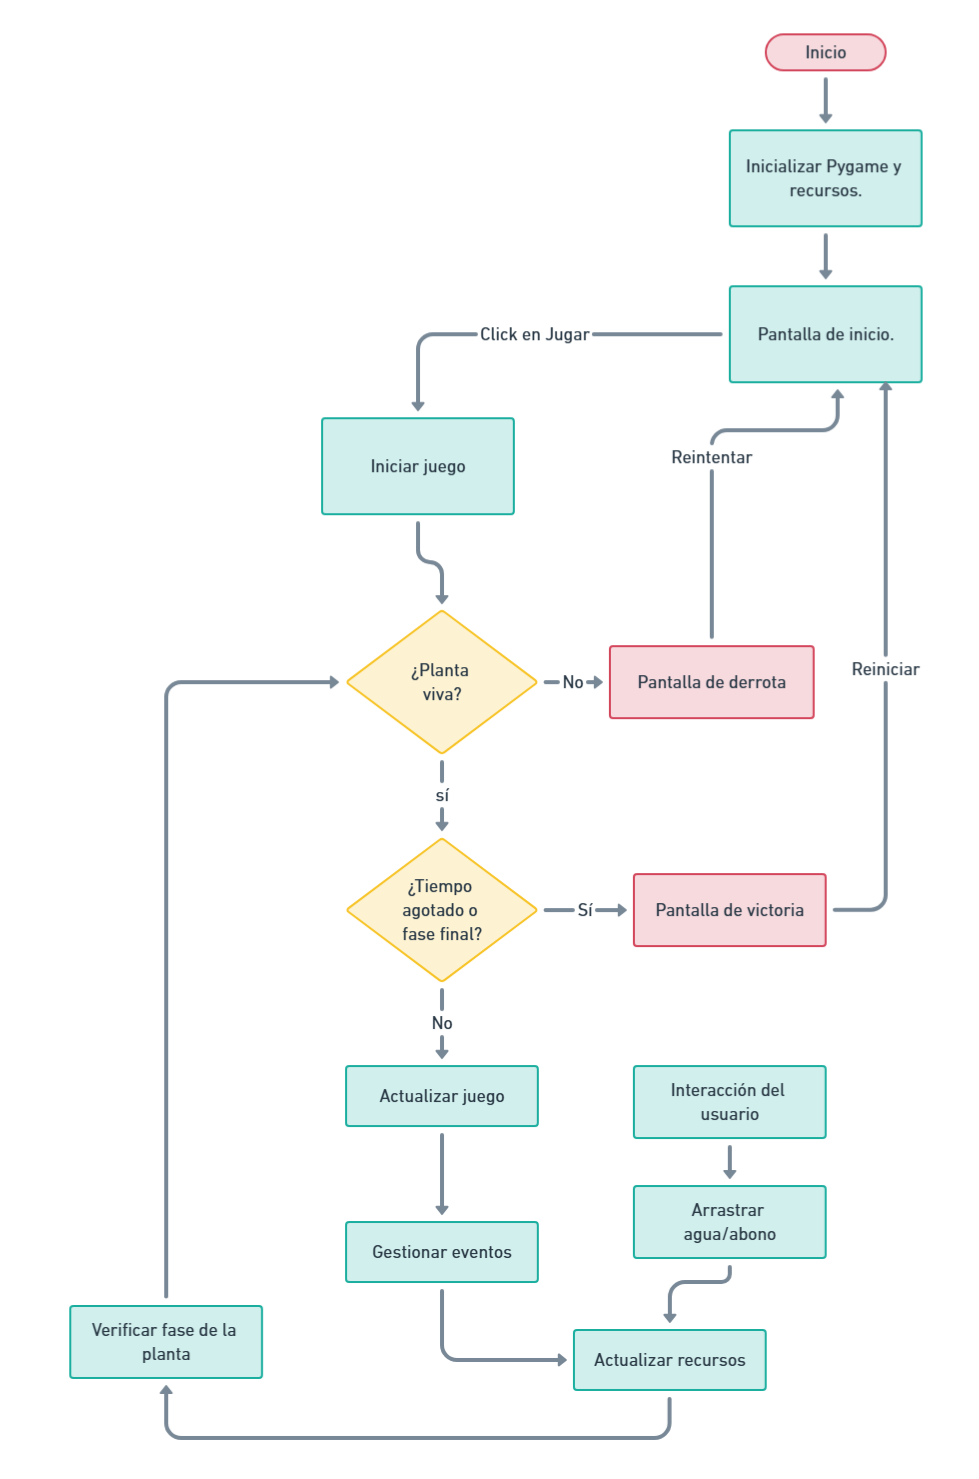 Inicio
Inicializar Pygame y
recursos.
Pantalla de inicio.
Click en Jugar
Iniciar juego
Reintentar
¿Planta
viva?
No
Pantalla de derrota
Reiniciar
sí
¿Tiempo
agotado o
fase final?
Sí
Pantalla de victoria
No
Actualizar juego
Interacción del
usuario
Arrastrar
agua/abono
Gestionar eventos
Verificar fase de la
planta
Actualizar recursos